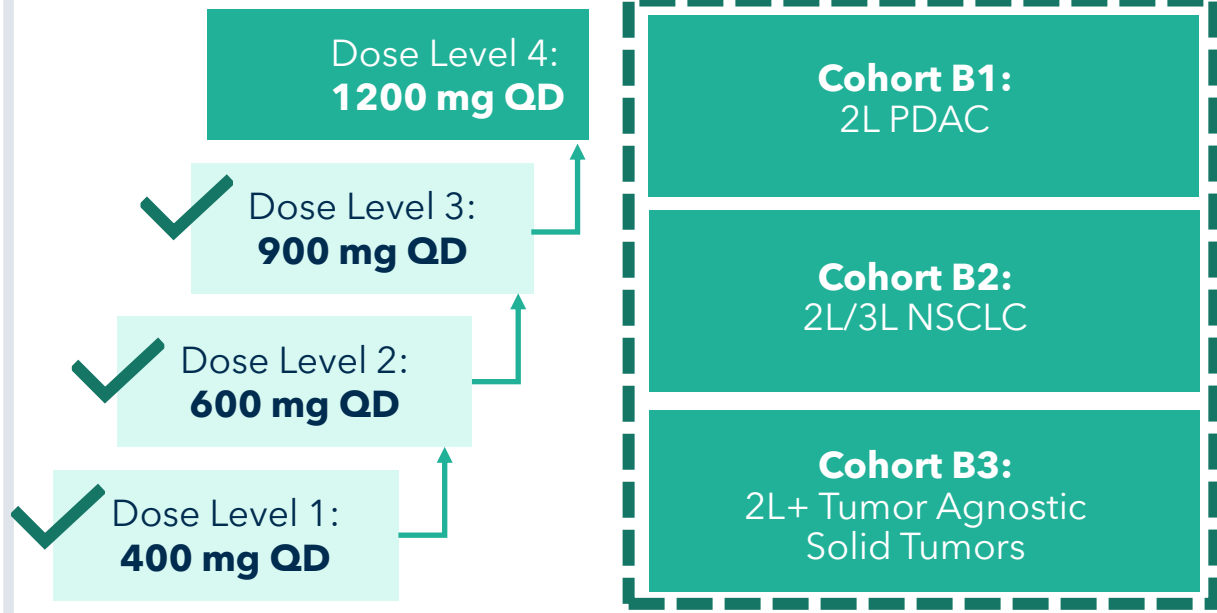 Dose Level 4:
1200 mg QD
Dose Level 3:
900 mg QD
Dose Level 2:
600 mg QD
Dose Level 1:
400 mg QD
Cohort B1:
2L PDAC
Cohort B2:
2L/3L NSCLC
Cohort B3:
2L+ Tumor Agnostic
Solid Tumors